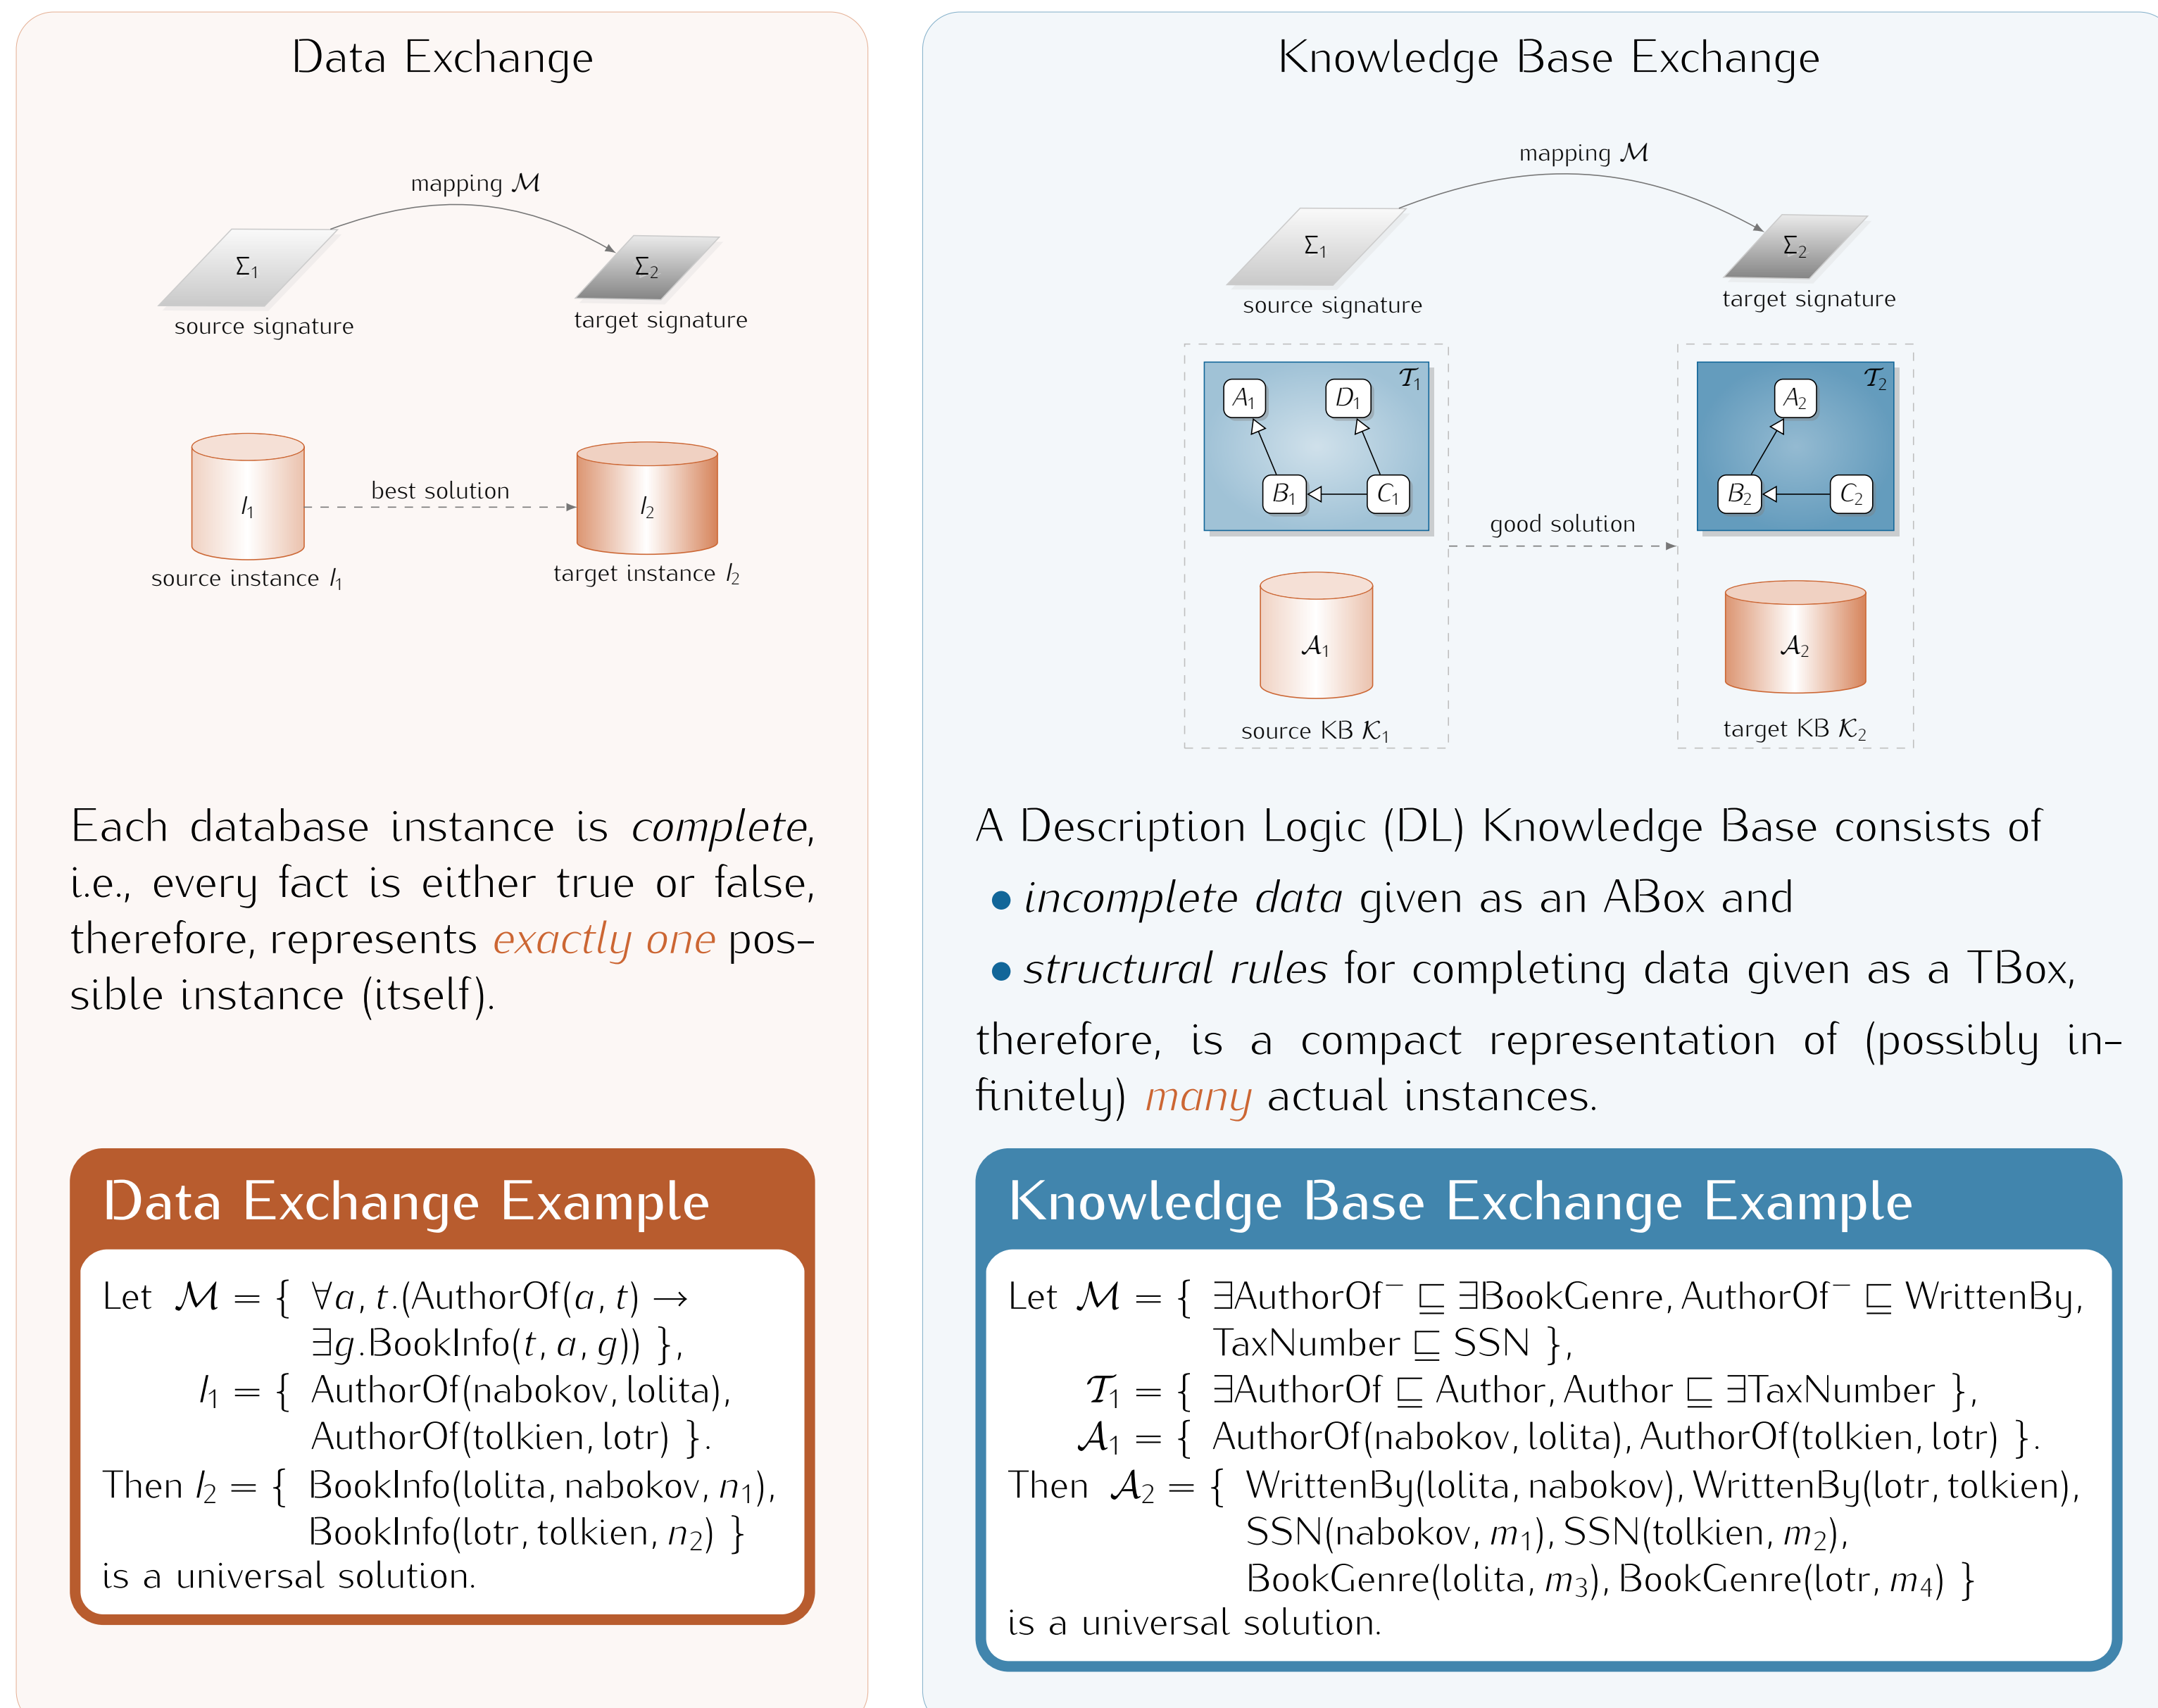 Data Exchange
mapping ℳ
Σ₁
Σ₂
source signature
target signature
best solution
I₁
I₂
source instance I₁
target instance I₂
Each database instance is complete,
i.e., every fact is either true or false,
therefore, represents exactly one pos-
sible instance (itself).
Data Exchange Example
Let ℳ = { ∀a, t.(AuthorOf(a, t) →
∃g.BookInfo(t, a, g)) },
I₁ = { AuthorOf(nabokov, lolita),
AuthorOf(tolkien, lotr) }.
Then I₂ = { BookInfo(lolita, nabokov, n₁),
BookInfo(lotr, tolkien, n₂) }
is a universal solution.
Knowledge Base Exchange
mapping ℳ
Σ₁
Σ₂
source signature
target signature
𝒯₁
A₁ D₁
B₁ C₁
𝒯₂
A₂
B₂ C₂
good solution
𝒜₁
𝒜₂
source KB 𝒦₁
target KB 𝒦₂
A Description Logic (DL) Knowledge Base consists of
• incomplete data given as an ABox and
• structural rules for completing data given as a TBox,
therefore, is a compact representation of (possibly in-
finitely) many actual instances.
Knowledge Base Exchange Example
Let ℳ = { ∃AuthorOf⁻ ⊑ ∃BookGenre, AuthorOf⁻ ⊑ WrittenBy,
TaxNumber ⊑ SSN },
𝒯₁ = { ∃AuthorOf ⊑ Author, Author ⊑ ∃TaxNumber },
𝒜₁ = { AuthorOf(nabokov, lolita), AuthorOf(tolkien, lotr) }.
Then 𝒜₂ = { WrittenBy(lolita, nabokov), WrittenBy(lotr, tolkien),
SSN(nabokov, m₁), SSN(tolkien, m₂),
BookGenre(lolita, m₃), BookGenre(lotr, m₄) }
is a universal solution.